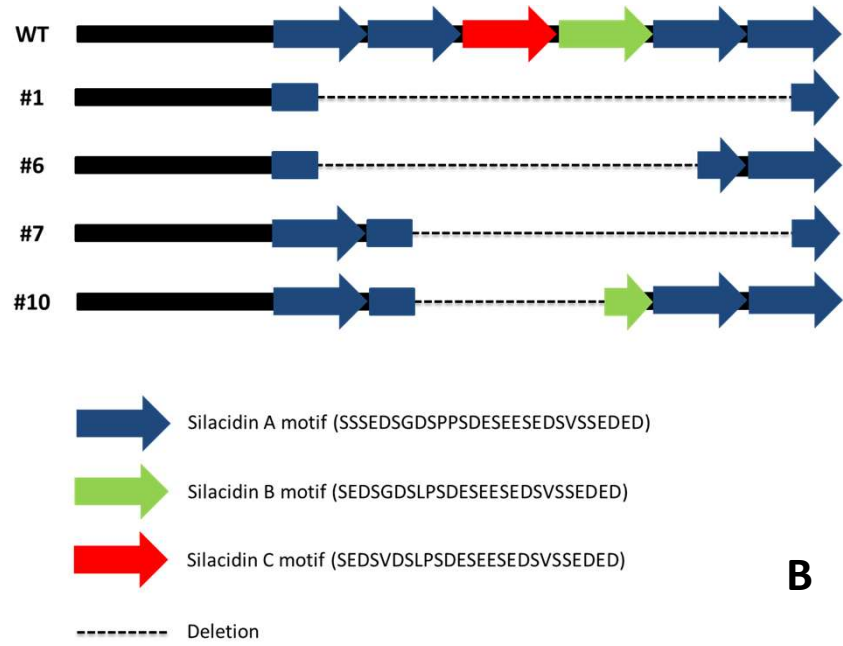 WT
#1
#6
#7
#10
Silacidin A motif (SSSEDSGDSPPSDESEESEDSVSSEDED)
Silacidin B motif (SEDSGDSLPSDESEESEDSVSSEDED)
Silacidin C motif (SEDSVDSLPSDESEESEDSVSSEDED)
B
Deletion